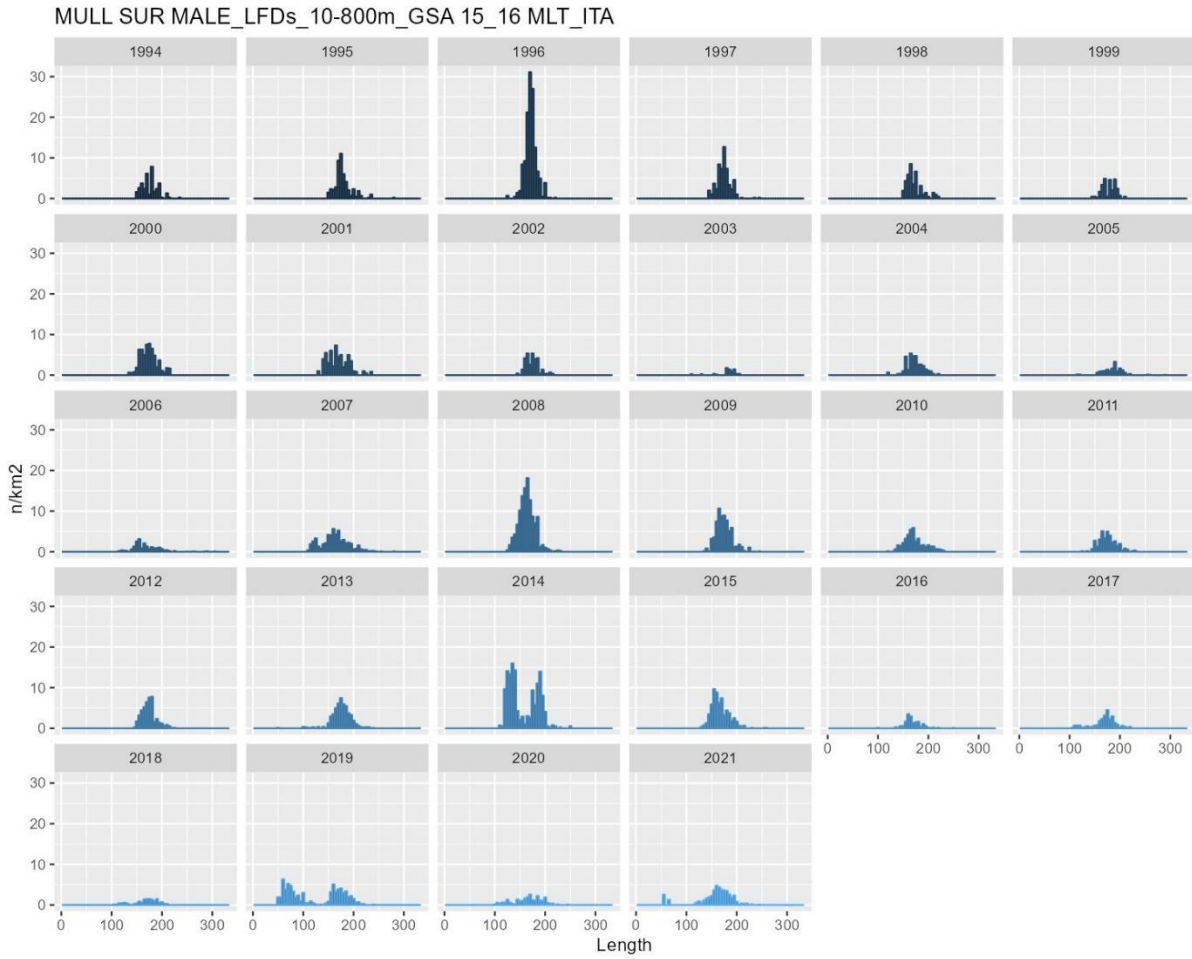 MULL SUR MALE_LFDs_10-800m_GSA 15_16 MLT_ITA
1994 1995 1996 1997 1998 1999
30
20
10
0
2000 2001 2002 2003 2004 2005
30
20
10
0
2006 2007 2008 2009 2010 2011
30
20
10
0
n/km2
2012 2013 2014 2015 2016 2017
30
20
10
0
0 100 200 300 0 100 200 300
2018 2019 2020 2021
30
20
10
0
0 100 200 300 0 100 200 300 0 100 200 300 0 100 200 300
Length